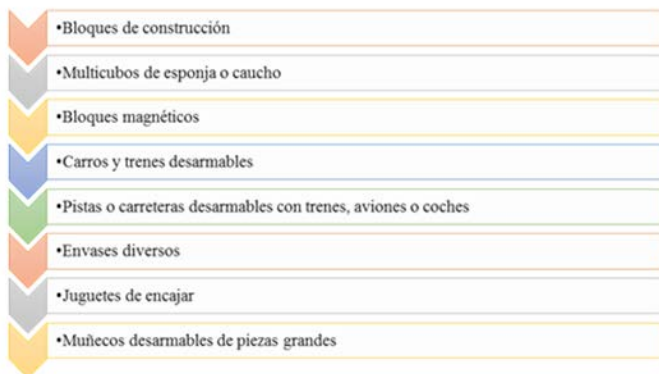 •Bloques de construcción
•Multicubos de esponja o caucho
•Bloques magnéticos
•Carros y trenes desarmables
•Pistas o carreteras desarmables con trenes, aviones o coches
•Envases diversos
•Juguetes de encajar
•Muñecos desarmables de piezas grandes